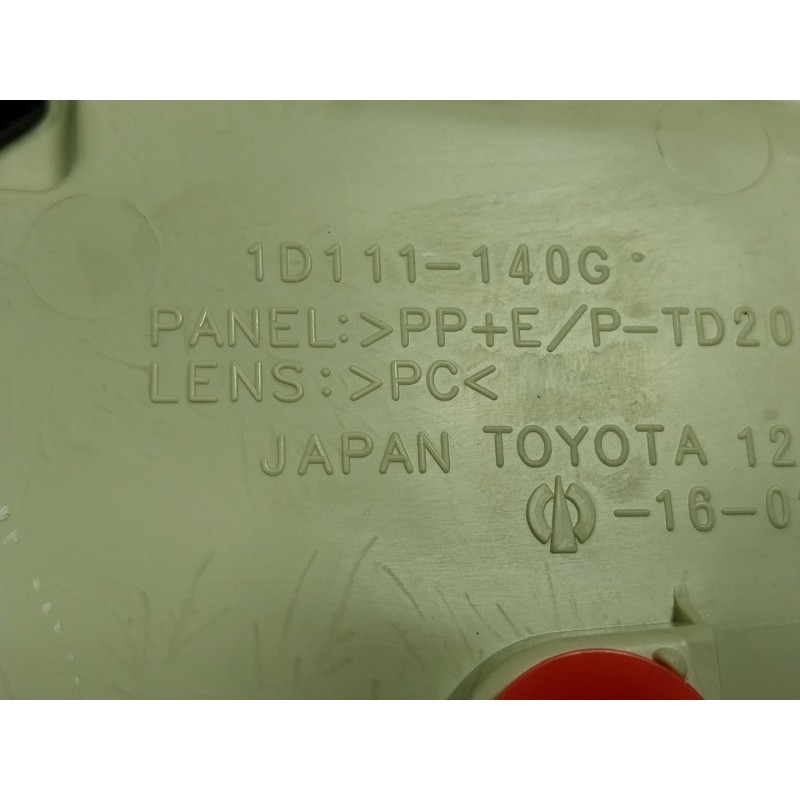 1D111-140G
PANEL:>PP+E/P-TD20
LENS:>PC<
JAPAN TOYOTA 12
-16-0